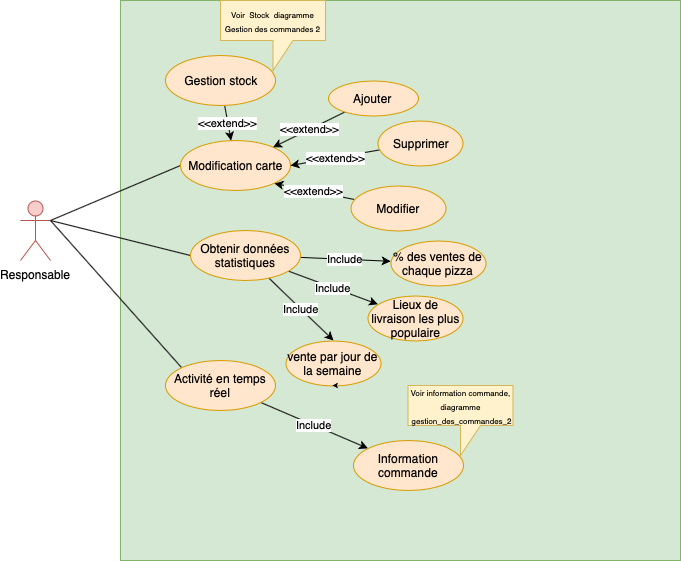 Voir Stock diagramme
Gestion des commandes 2
Gestion stock
<<extend>>
Ajouter
<<extend>>
Supprimer
<<extend>>
Modification carte
<<extend>>
Modifier
Responsable
Obtenir données
statistiques
Include
% des ventes de
chaque pizza
Include
Lieux de
livraison les plus
populaire
Include
vente par jour de
la semaine
Activité en temps
réel
Voir information commande,
diagramme
gestion_des_commandes_2
Include
Information
commande